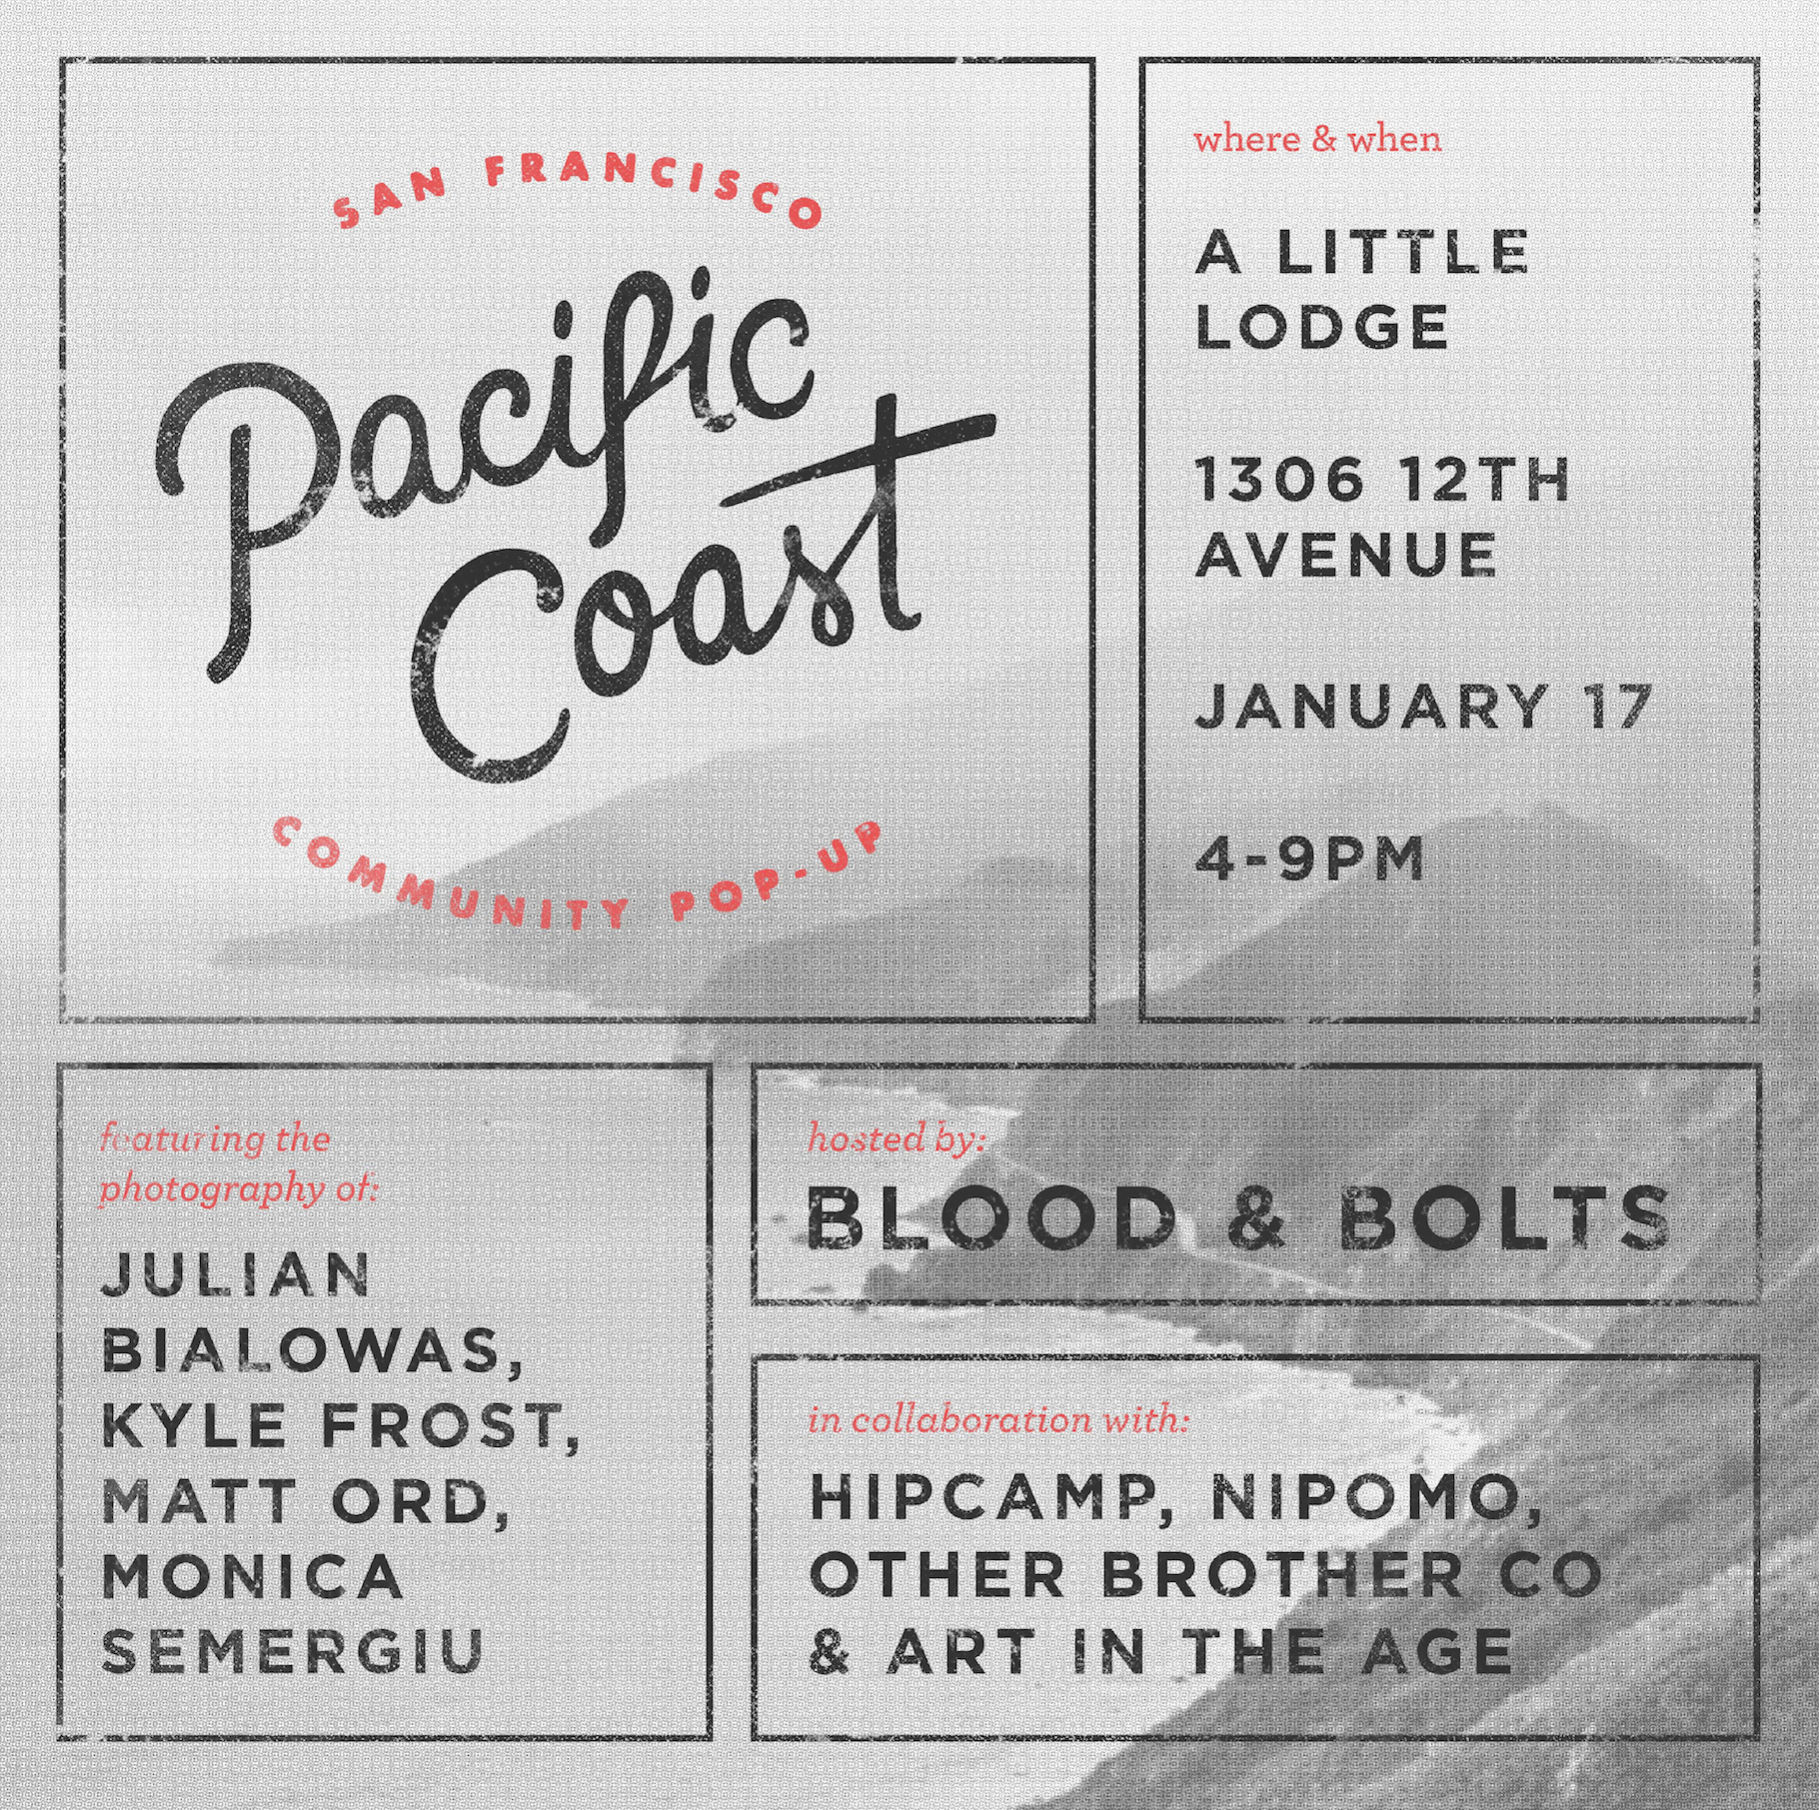 SAN FRANCISCO
Pacific
Coast
COMMUNITY POP-UP
where & when
A LITTLE
LODGE
1306 12TH
AVENUE
JANUARY 17
4-9PM
featuring the
photography of:
JULIAN
BIALOWAS,
KYLE FROST,
MATT ORD,
MONICA
SEMERGIU
hosted by:
BLOOD & BOLTS
in collaboration with:
HIPCAMP, NIPOMO,
OTHER BROTHER CO
& ART IN THE AGE